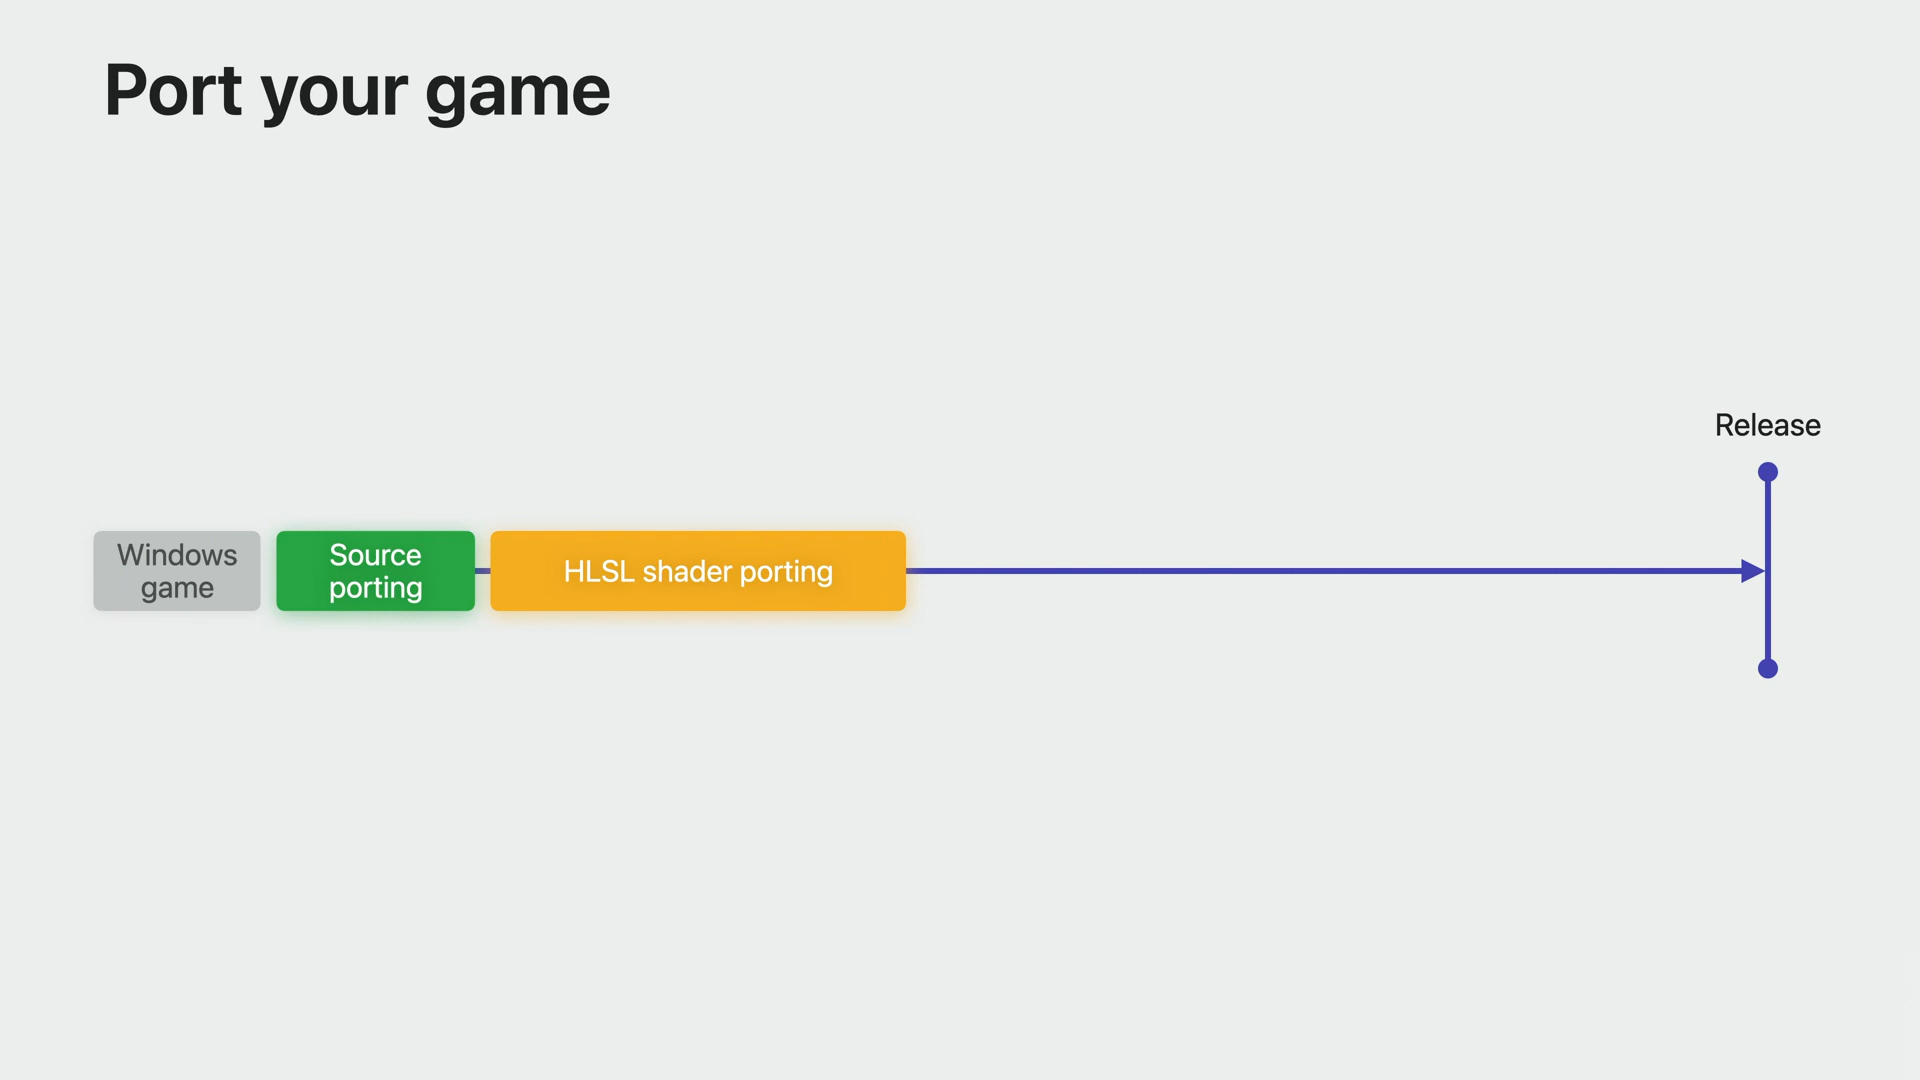 Port your game
Release
Windows
game
Source
porting
HLSL shader porting